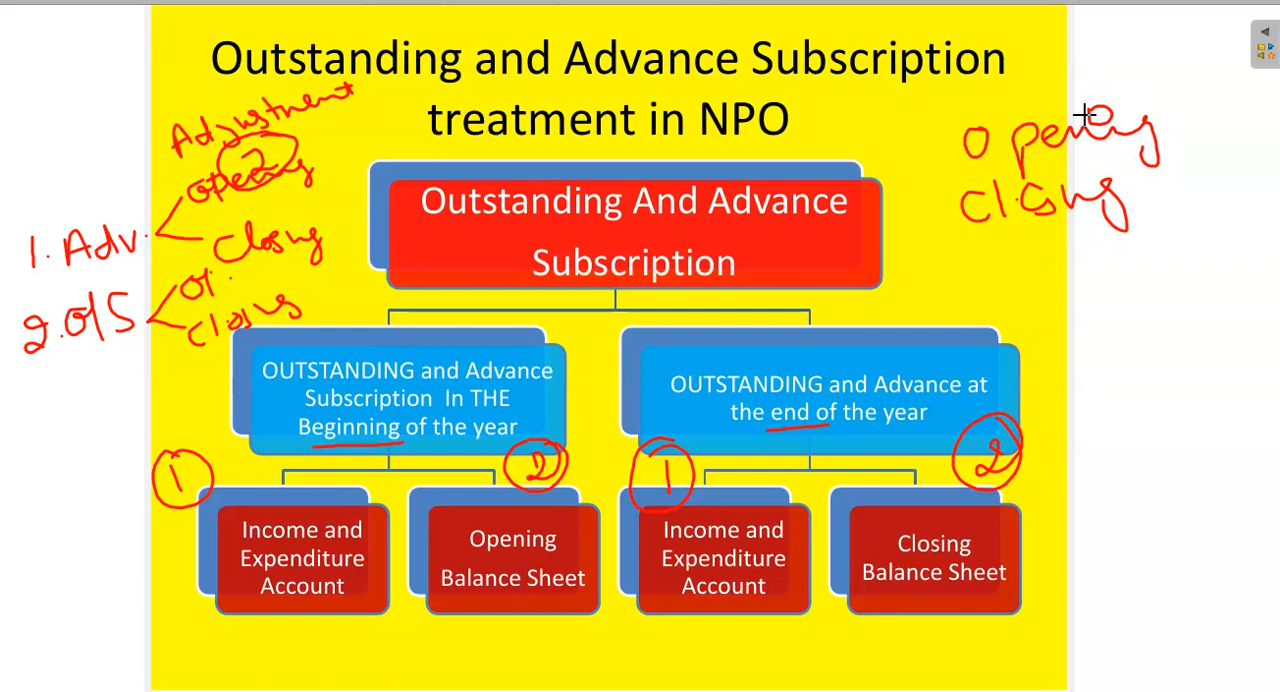 Outstanding and Advance Subscription
treatment in NPO
Adjustment
2
opening
1. Adv.
Closing
2. o/s
o/.
closing
Opening
Closing
Outstanding And Advance
Subscription
OUTSTANDING and Advance
Subscription In THE
Beginning of the year
OUTSTANDING and Advance at
the end of the year
1
2
1
2
Income and
Expenditure
Account
Opening
Balance Sheet
Income and
Expenditure
Account
Closing
Balance Sheet